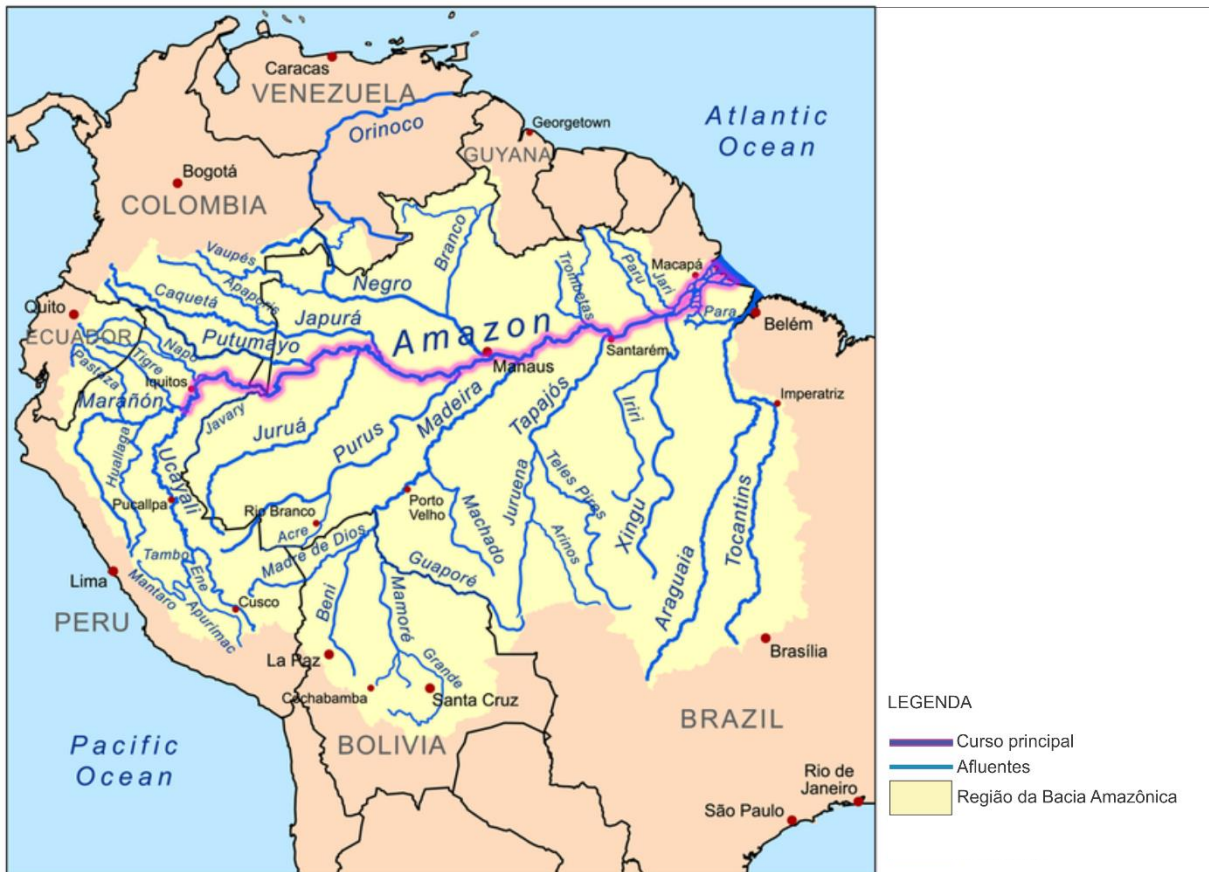 Caracas
VENEZUELA
Orinoco
Georgetown
GUYANA
Atlantic
Ocean
Bogotá
COLOMBIA
Vaupés
Apaporis
Branco
Negro
Trombetas
Paru
Jari
Macapá
Caquetá
Japurá
Quito
ECUADOR
Putumayo
Amazon
Para
Belém
Napo
Tigre
Pastaza
Iquitos
Manaus
Santarém
Marañón
Javary
Juruá
Purus
Madeira
Tapajós
Iriri
Imperatriz
Huallaga
Ucayali
Pucallpa
Rio Branco
Acre
Porto
Velho
Machado
Juruena
Teles Piras
Arinos
Xingu
Araguaia
Tocantins
Tambo
Ene
Madre de Dios
Guaporé
Lima
Mantaro
Apurimac
Cusco
PERU
Beni
Mamoré
Grande
La Paz
Cochabamba
Santa Cruz
Brasília
BOLIVIA
BRAZIL
Pacific
Ocean
Rio de
Janeiro
São Paulo
LEGENDA
Curso principal
Afluentes
Região da Bacia Amazônica